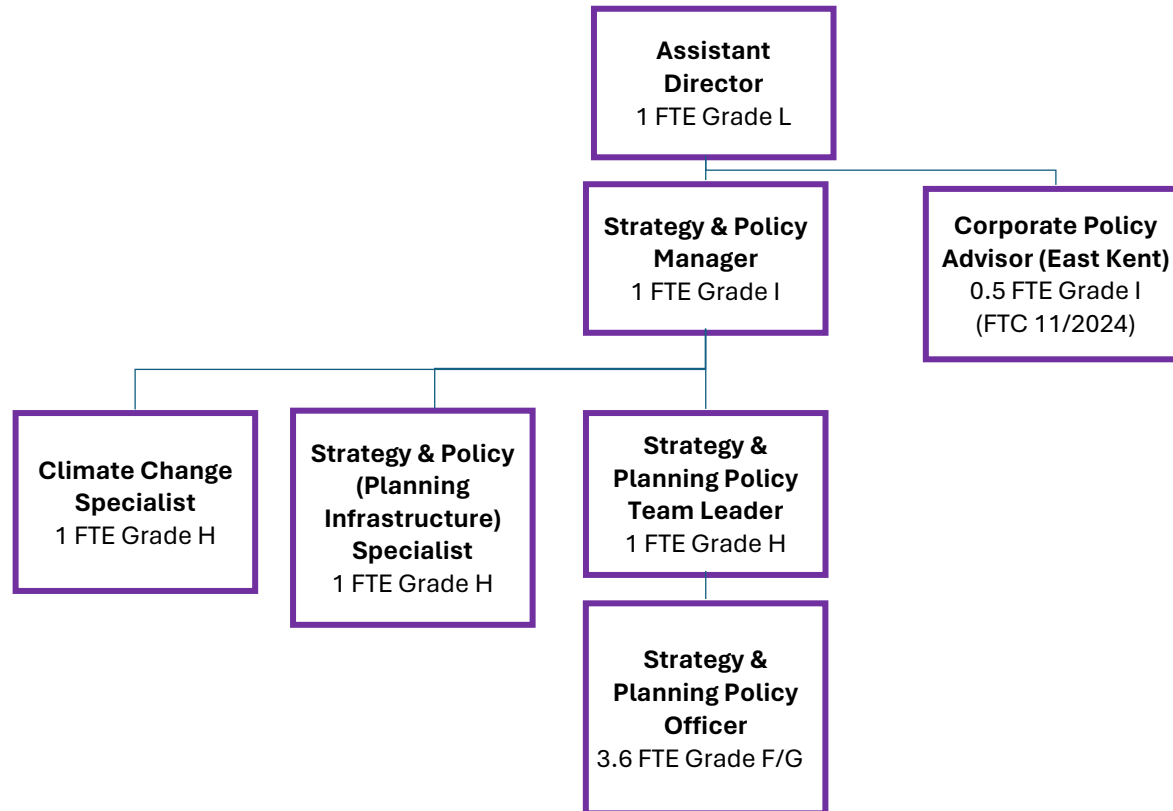 Assistant
Director
1 FTE Grade L
Strategy & Policy
Manager
1 FTE Grade I
Corporate Policy
Advisor (East Kent)
0.5 FTE Grade I
(FTC 11/2024)
Climate Change
Specialist
1 FTE Grade H
Strategy & Policy
(Planning
Infrastructure)
Specialist
1 FTE Grade H
Strategy &
Planning Policy
Team Leader
1 FTE Grade H
Strategy &
Planning Policy
Officer
3.6 FTE Grade F/G